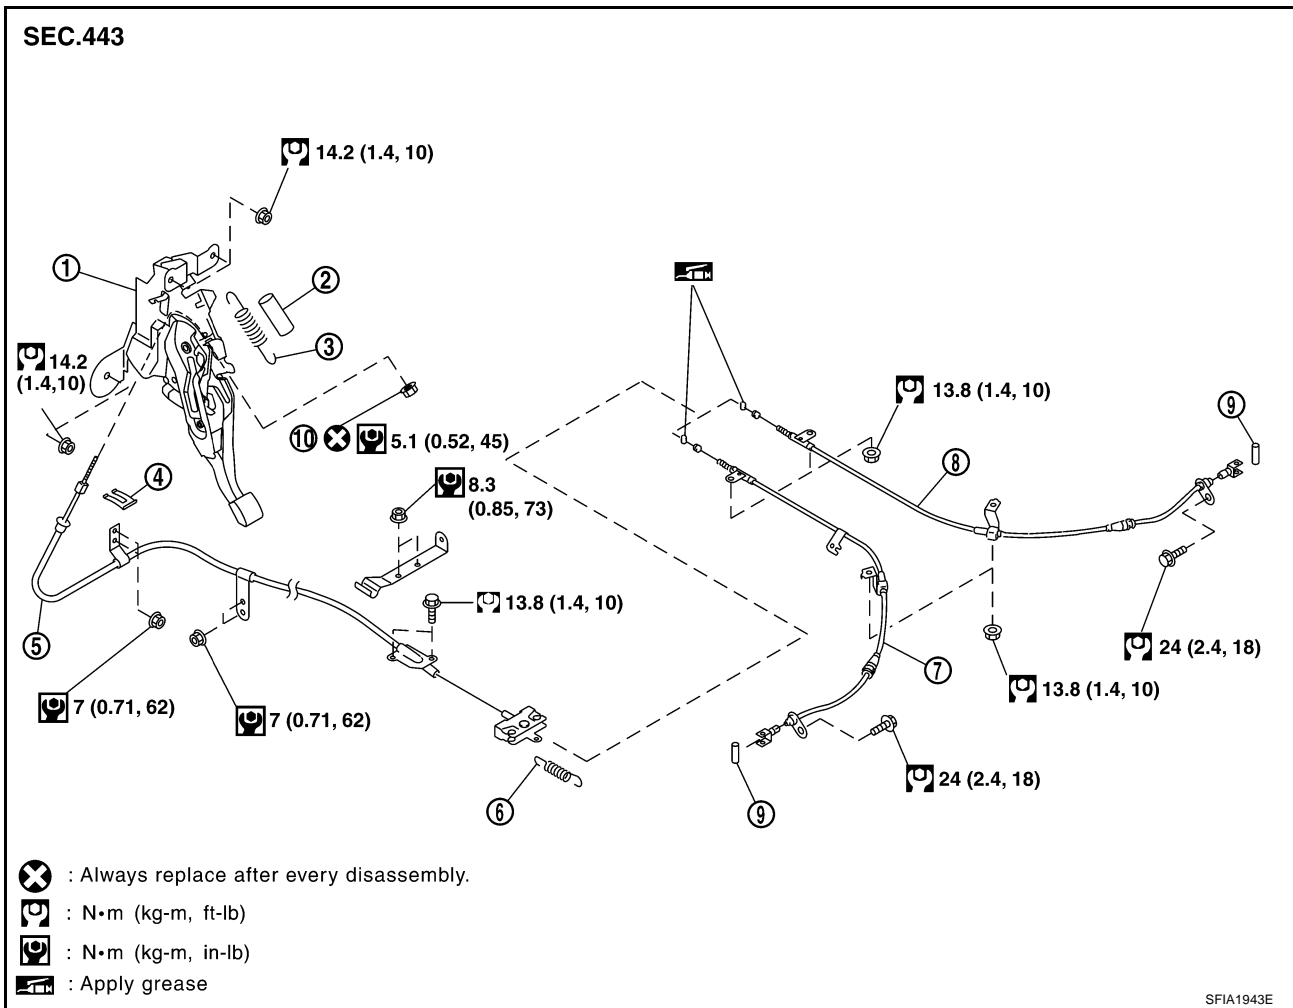 SEC.443
14.2 (1.4, 10)
1
2
3
14.2
(1.4,10)
10
5.1 (0.52, 45)
13.8 (1.4, 10)
9
8
4
8.3
(0.85, 73)
13.8 (1.4, 10)
5
24 (2.4, 18)
7
13.8 (1.4, 10)
7 (0.71, 62)
7 (0.71, 62)
24 (2.4, 18)
6
9
: Always replace after every disassembly.
: N•m (kg-m, ft-lb)
: N•m (kg-m, in-lb)
: Apply grease
SFIA1943E